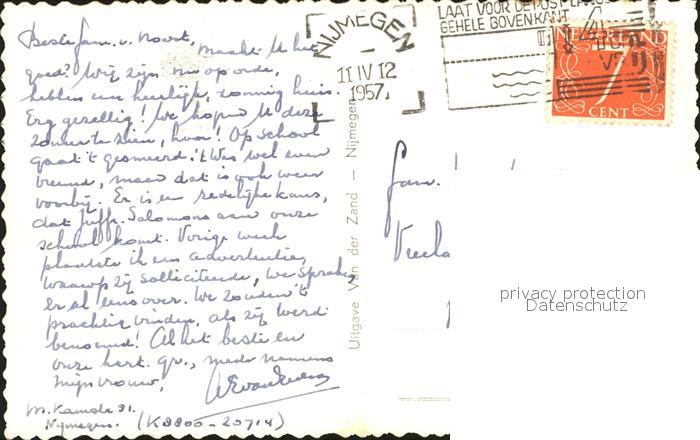 Beste fam. v. Noort,
Maakt U het
goed? Wij zijn nu op orde,
hebben een heerlijk, zonnig huis.
Erg gezellig! We hopen U deze
zomer te zien, hoor! Op school
gaat 't gesmeerd. 't Was wel even
vreemd, maar dat is ook weer
voorbij. Er is een redelijke kans,
dat Juffr. Salomons aan onze
school komt. Vorige week
plaatste ik een advertentie,
waarop zij solliciteerde, we spraken
er al eens over. We zouden 't
prachtig vinden, als zij werd
benoemd! Al het beste en
onze hart. gr., mede namens
mijn vrouw,
M. Kamstr 31.
Nijmegen. (K8800-20714)
Uitgave Van der Zand — Nijmegen
NIJMEGEN
11 IV 12
1957
LAAT VOOR DE POST LANGS
GEHELE BOVENKANT
NEDERLAND
7
CENT
fam.
privacy protection
Datenschutz